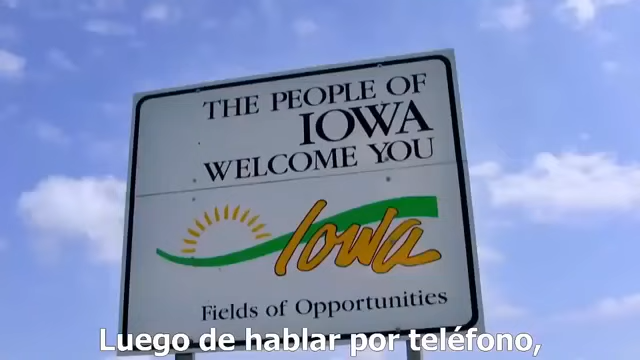 THE PEOPLE OF
IOWA
WELCOME YOU
Iowa
Fields of Opportunities
Luego de hablar por teléfono,